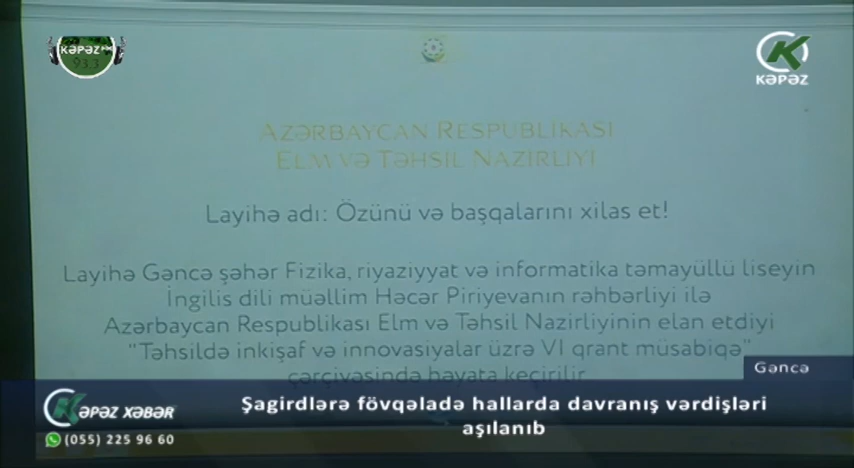 KƏPƏZ FM
93.3
KƏPƏZ
AZƏRBAYCAN RESPUBLIKASI
ELM VƏ TƏHSIL NAZIRLIYI
Layihə adı: Özünü və başqalarını xilas et!
Layihə Gəncə şəhər Fizika, riyaziyyat və informatika təmayüllü liseyin
İngilis dili müəllim Həcər Piriyevanın rəhbərliyi ilə
Azərbaycan Respublikası Elm və Təhsil Nazirliyinin elan etdiyi
"Təhsildə inkişaf və innovasiyalar üzrə VI qrant müsabiqə"
çərçivəsində həyata keçirilir
Gəncə
KƏPƏZ XƏBƏR
Şagirdlərə fövqəladə hallarda davranış vərdişləri
aşılanıb
(055) 225 96 60